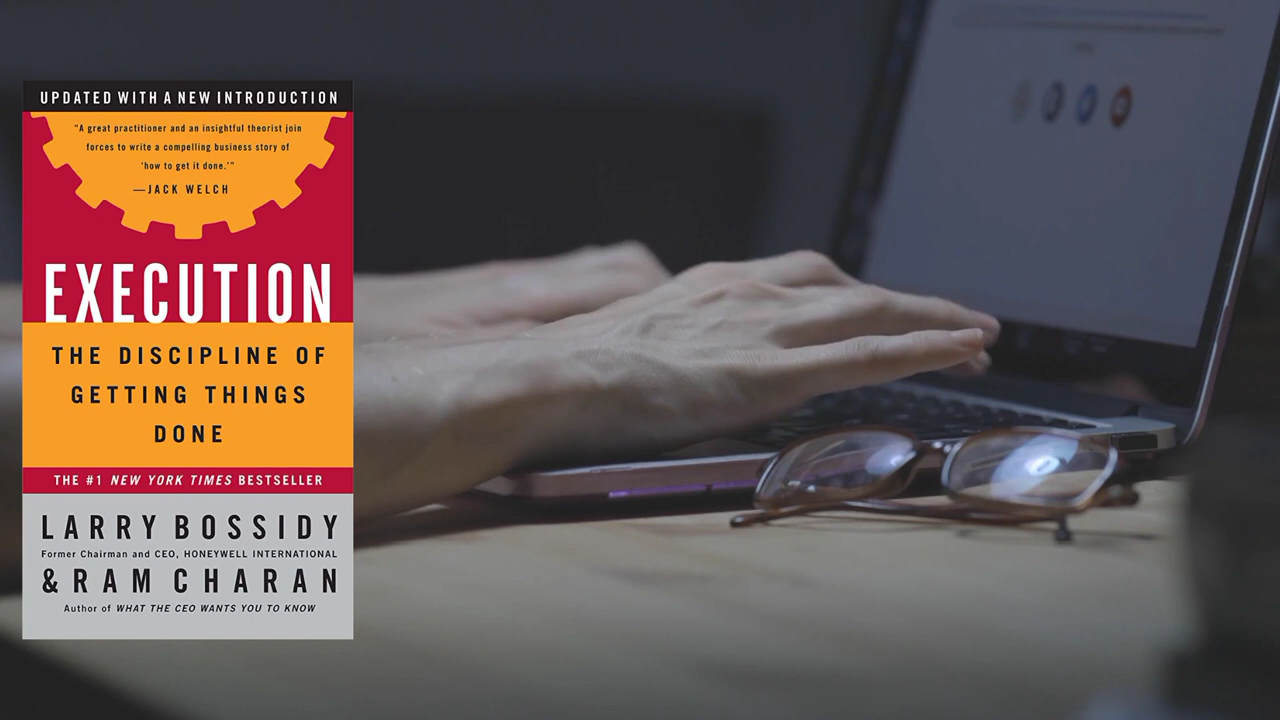 UPDATED WITH A NEW INTRODUCTION
"A great practitioner and an insightful theorist join
forces to write a compelling business story of
'how to get it done.'"
—JACK WELCH
EXECUTION
THE DISCIPLINE OF
GETTING THINGS
DONE
THE #1 NEW YORK TIMES BESTSELLER
LARRY BOSSIDY
Former Chairman and CEO, HONEYWELL INTERNATIONAL
& RAM CHARAN
Author of WHAT THE CEO WANTS YOU TO KNOW